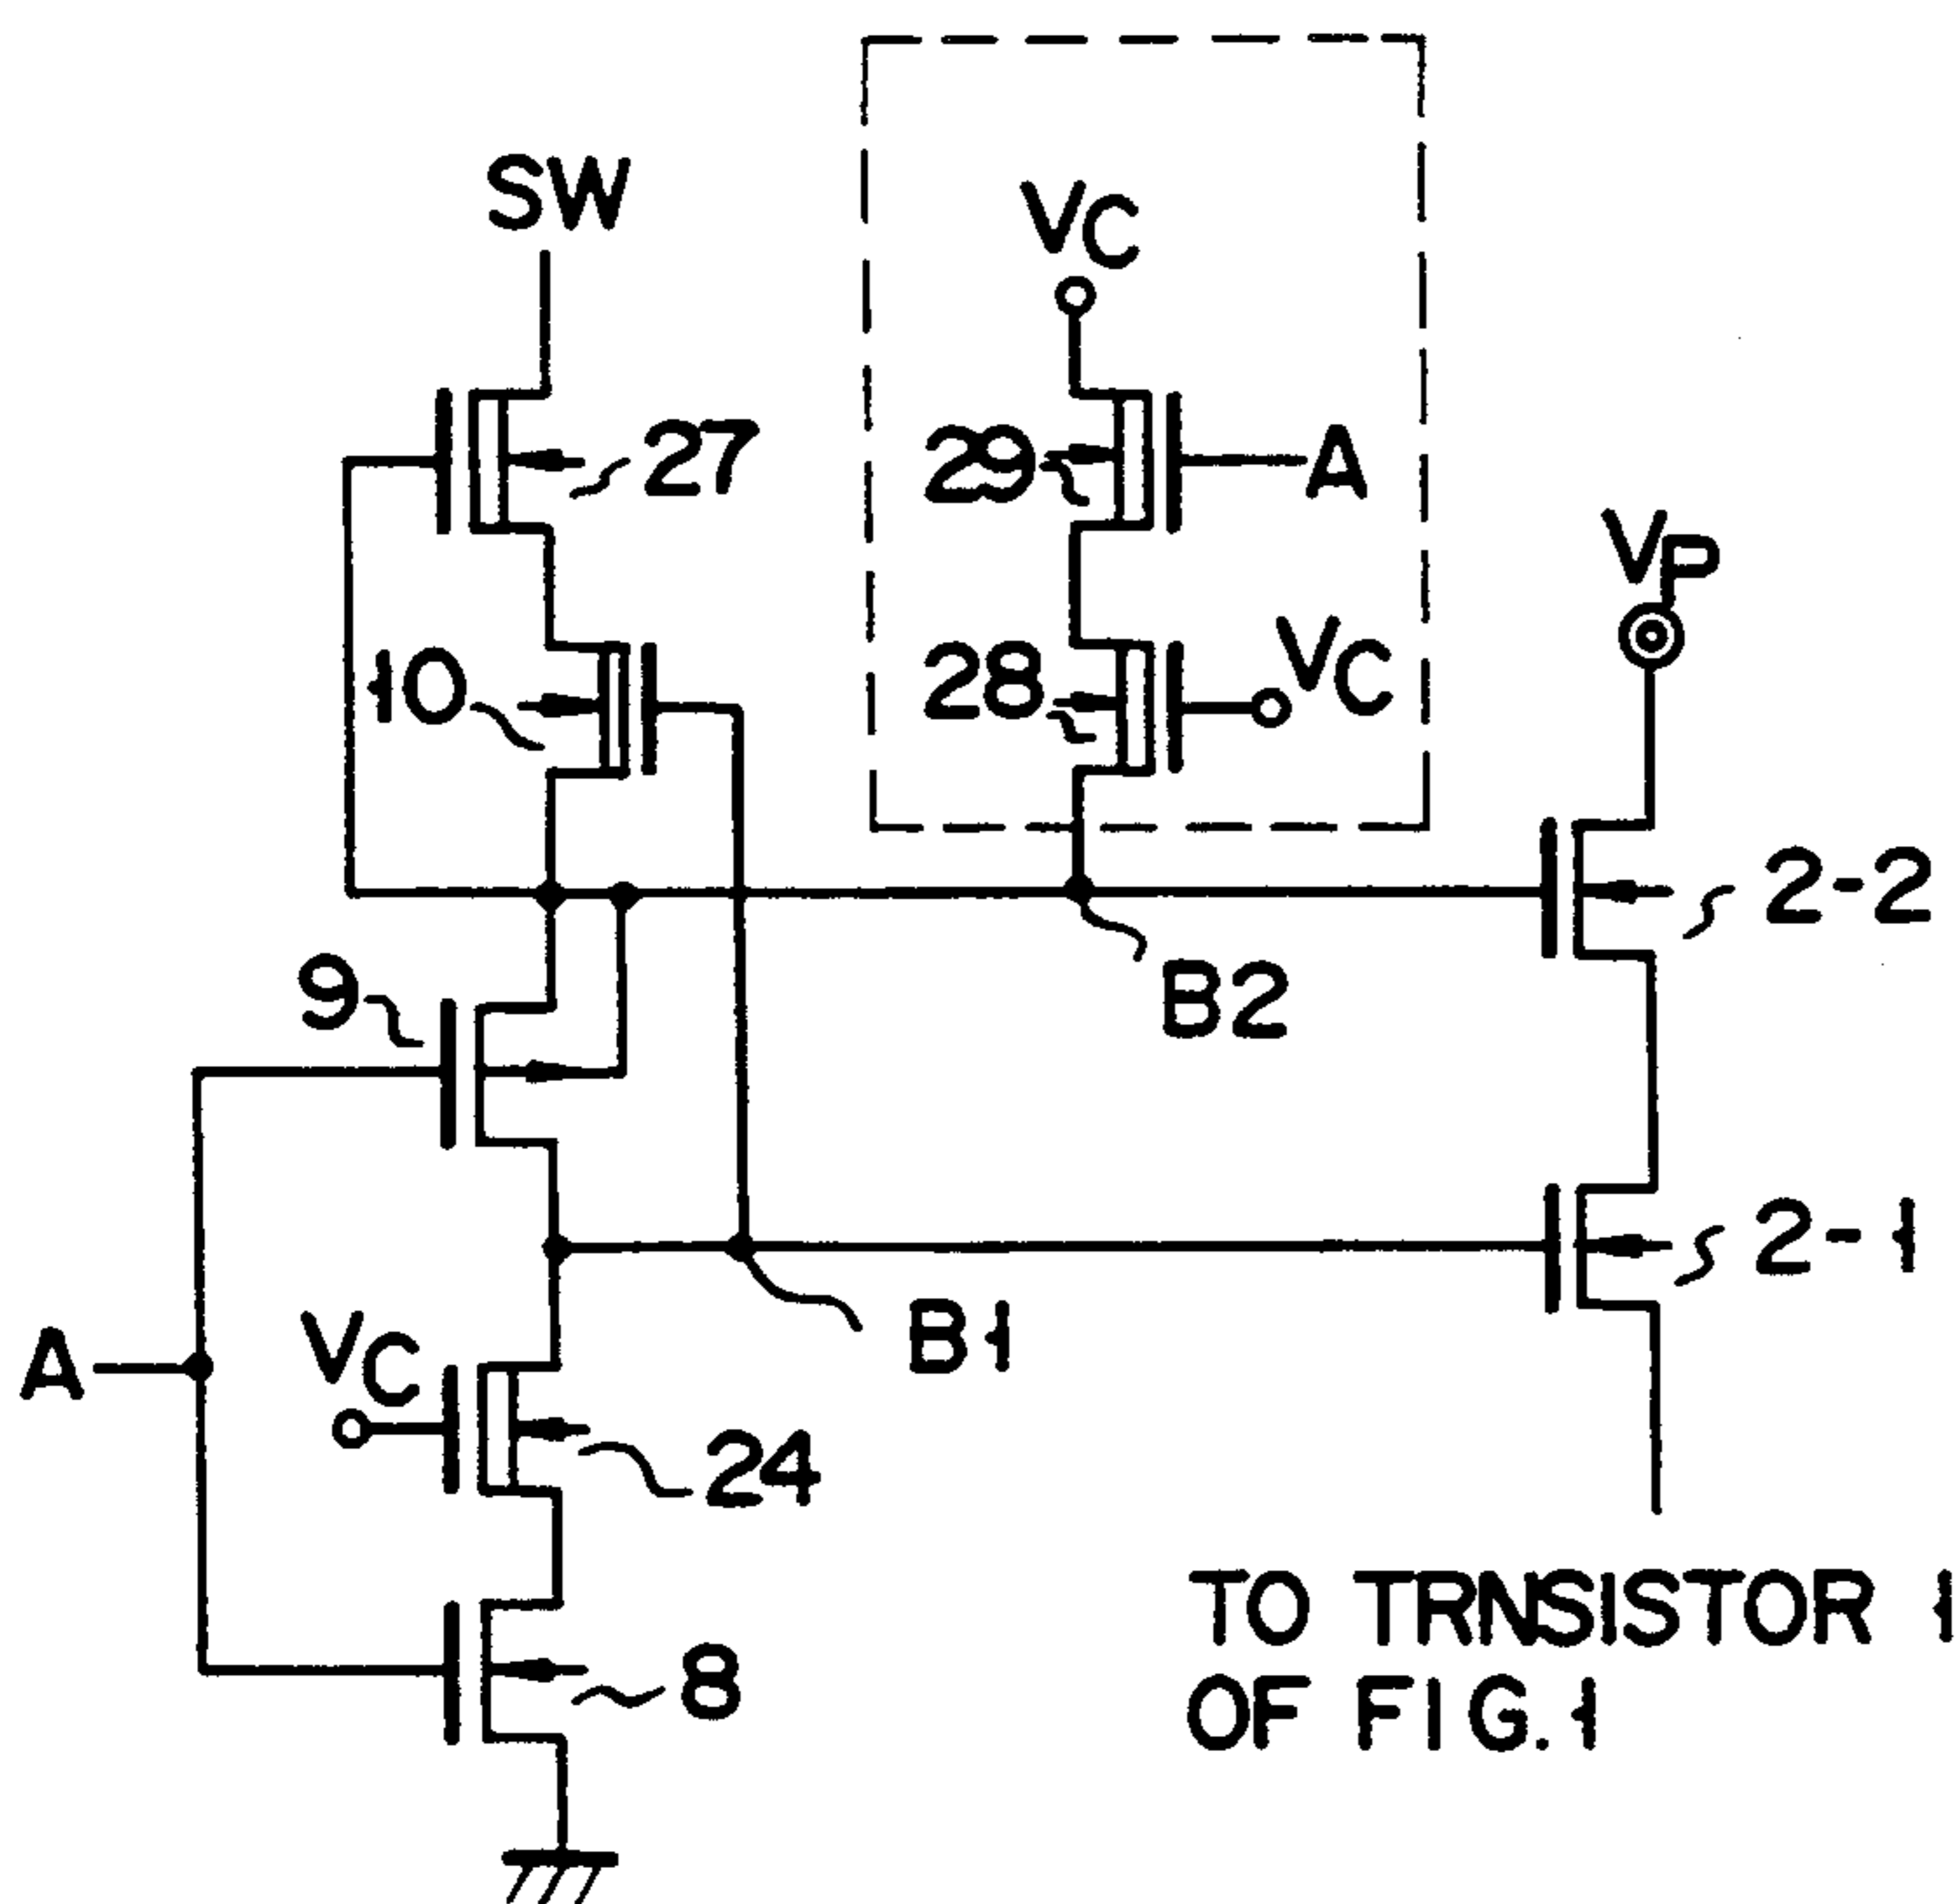 SW
VC
27
29
A
VP
10
28
VC
2-2
9
B2
2-1
A
VC
B1
24
8
TO TRNSISTOR 1
OF FIG.1